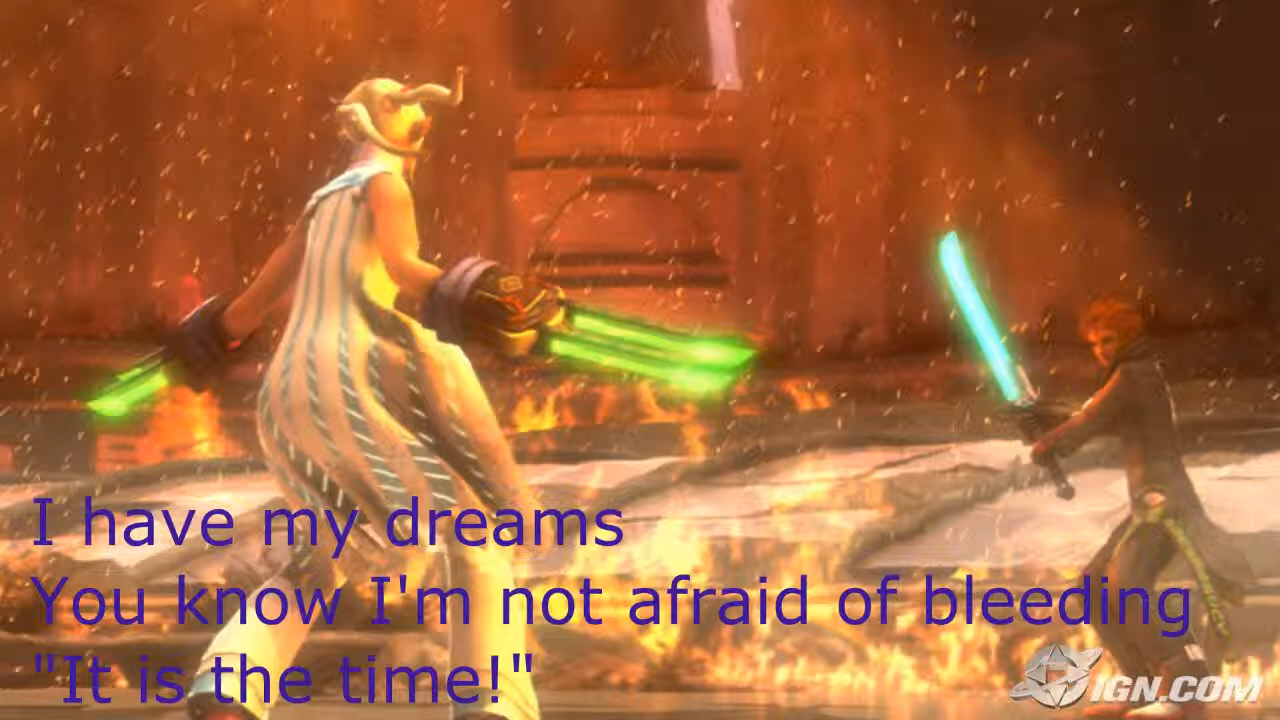 I have my dreams
You know I'm not afraid of bleeding
"It is the time!"
IGN.COM